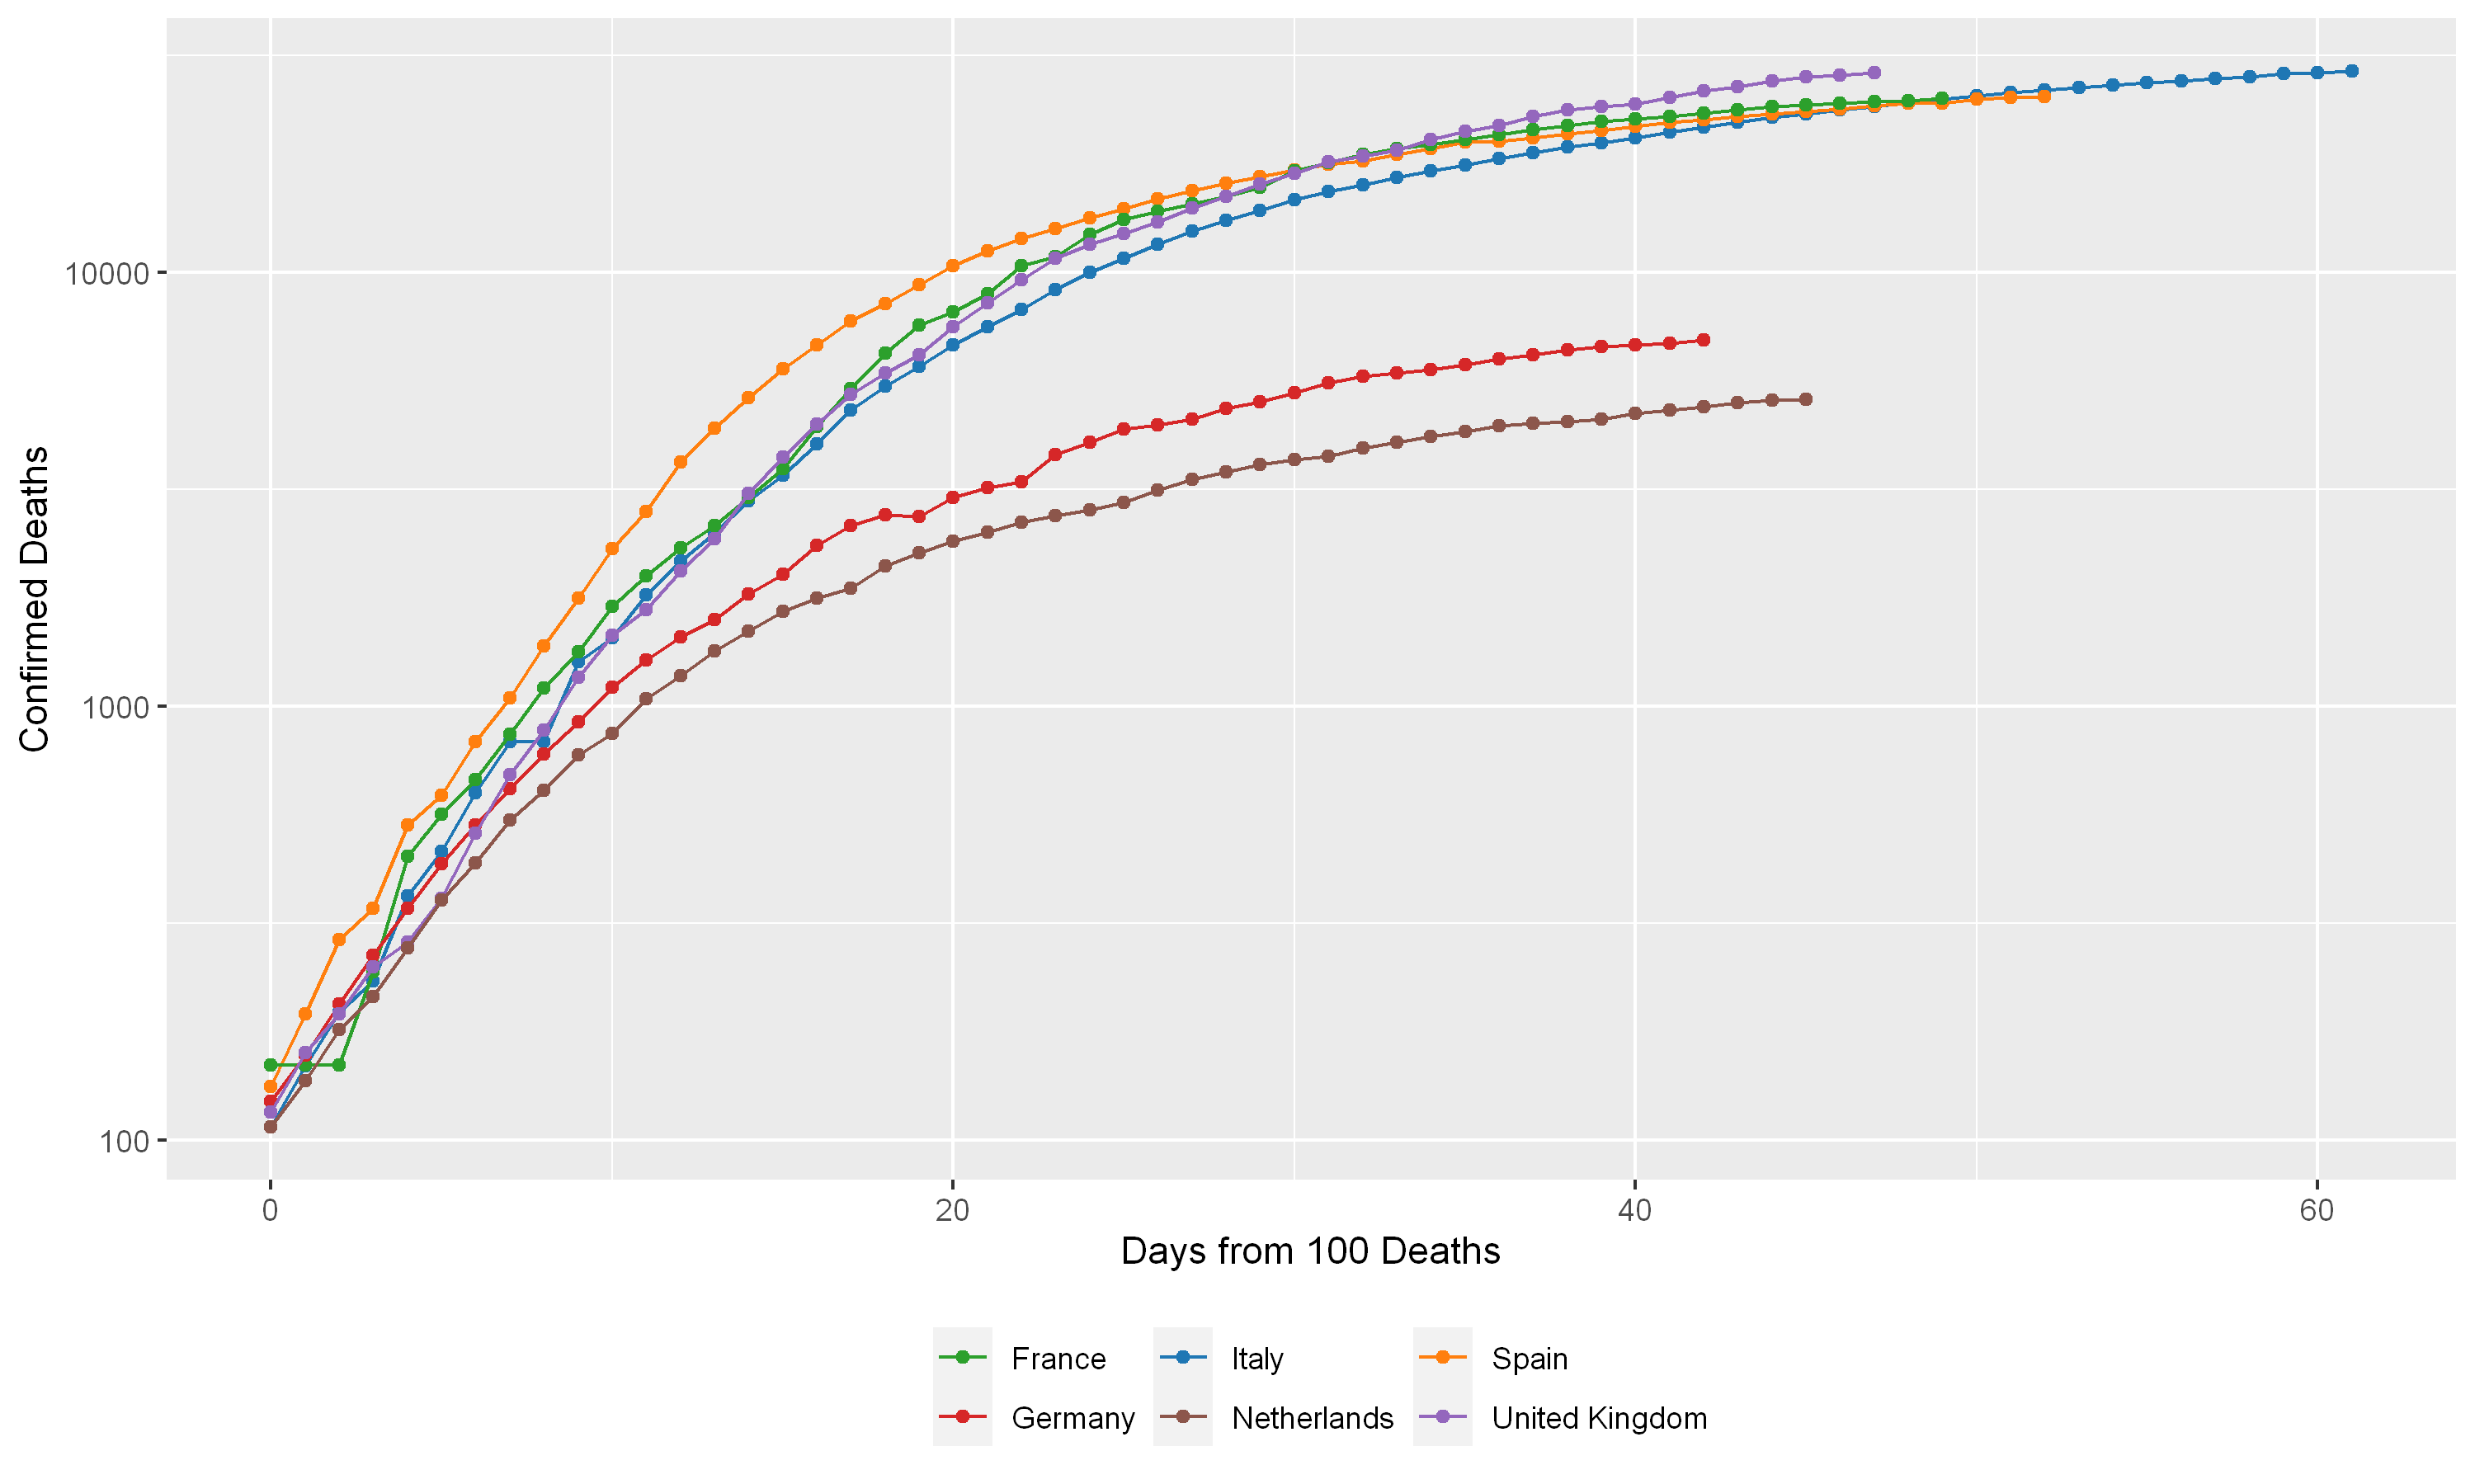 Confirmed Deaths
10000
1000
100
0 20 40 60
Days from 100 Deaths
France Italy Spain
Germany Netherlands United Kingdom